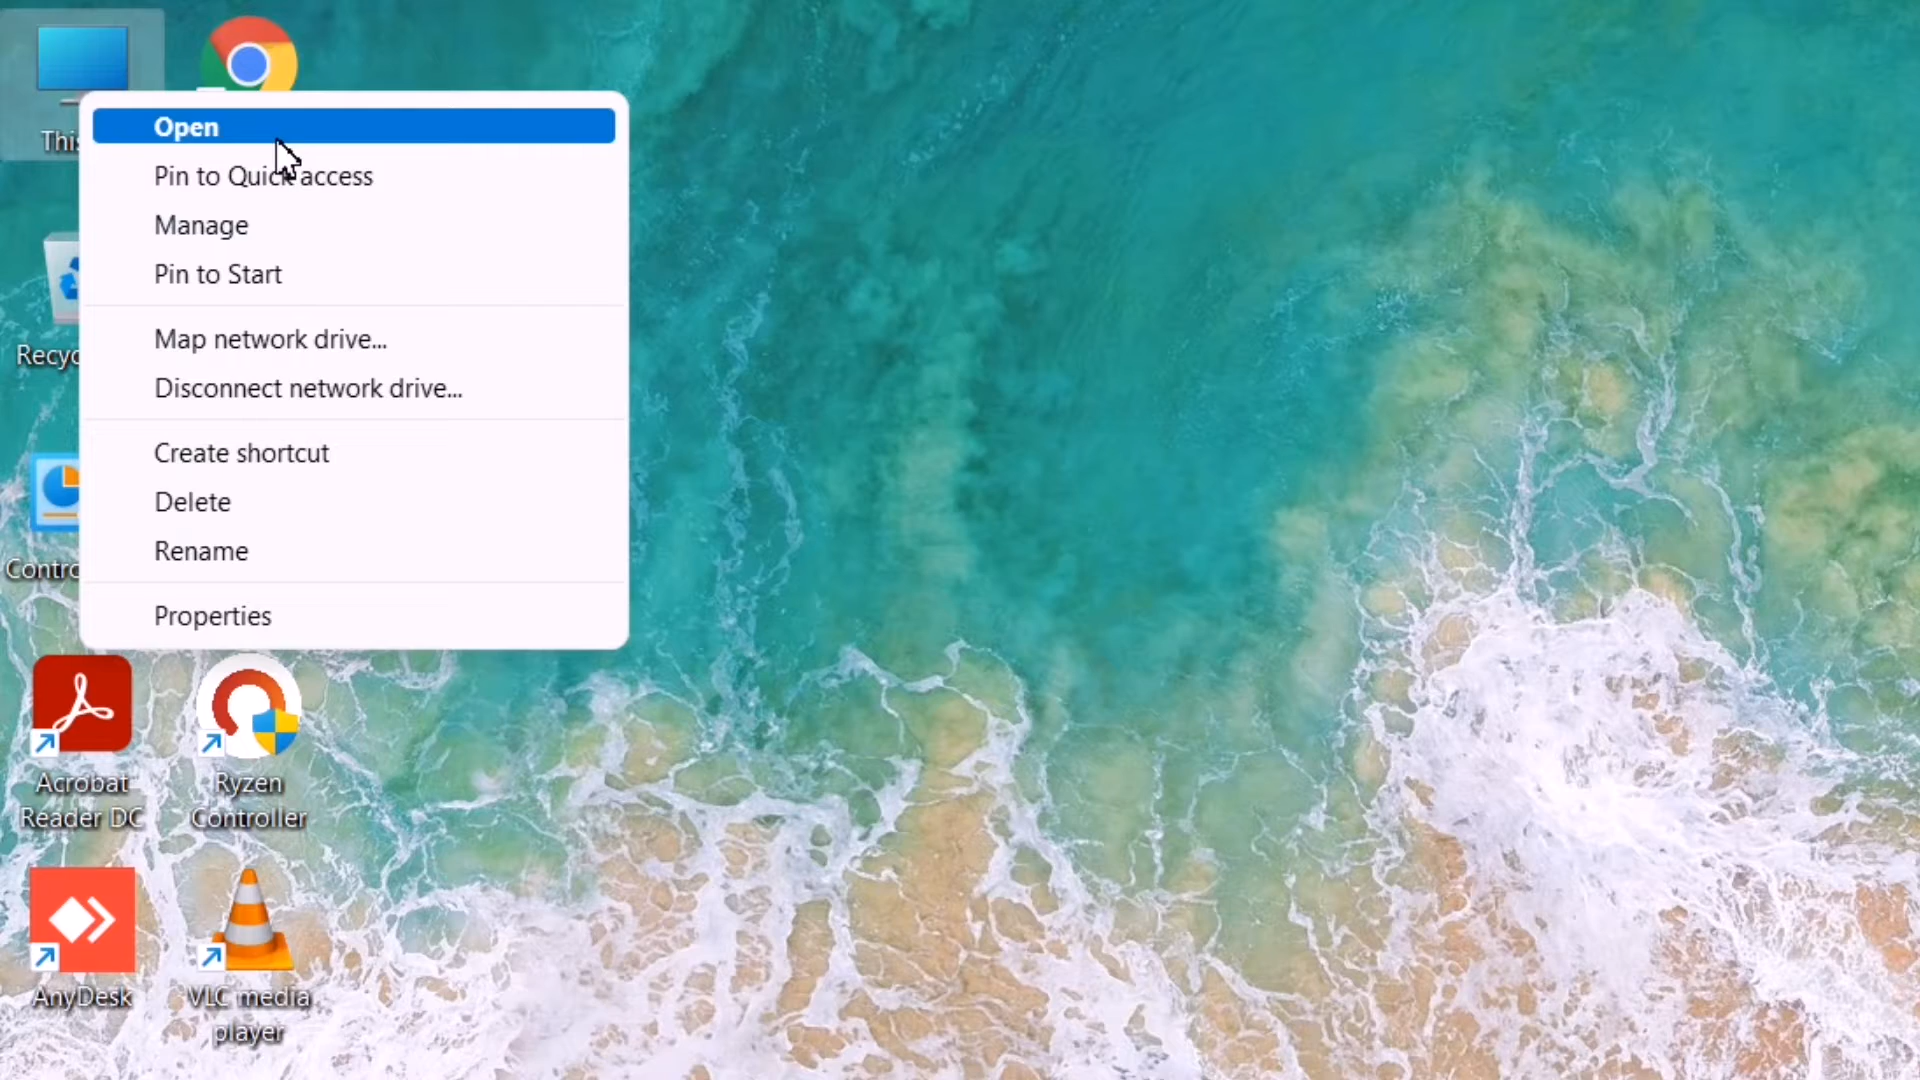 This
Open
Pin to Quick access
Manage
Pin to Start
Map network drive...
Disconnect network drive...
Create shortcut
Delete
Rename
Properties
Recyc
Contro
Acrobat
Reader DC
Ryzen
Controller
AnyDesk
VLC media
player